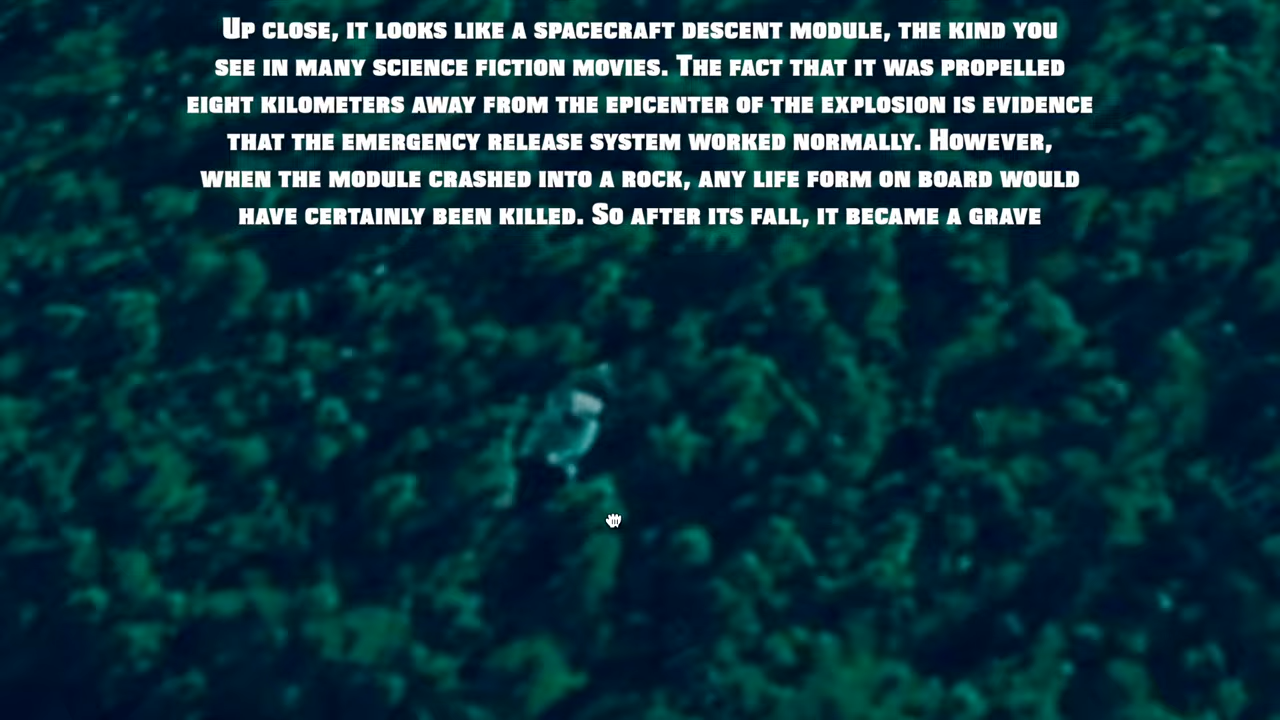 Up close, it looks like a spacecraft descent module, the kind you
see in many science fiction movies. The fact that it was propelled
eight kilometers away from the epicenter of the explosion is evidence
that the emergency release system worked normally. However,
when the module crashed into a rock, any life form on board would
have certainly been killed. So after its fall, it became a grave